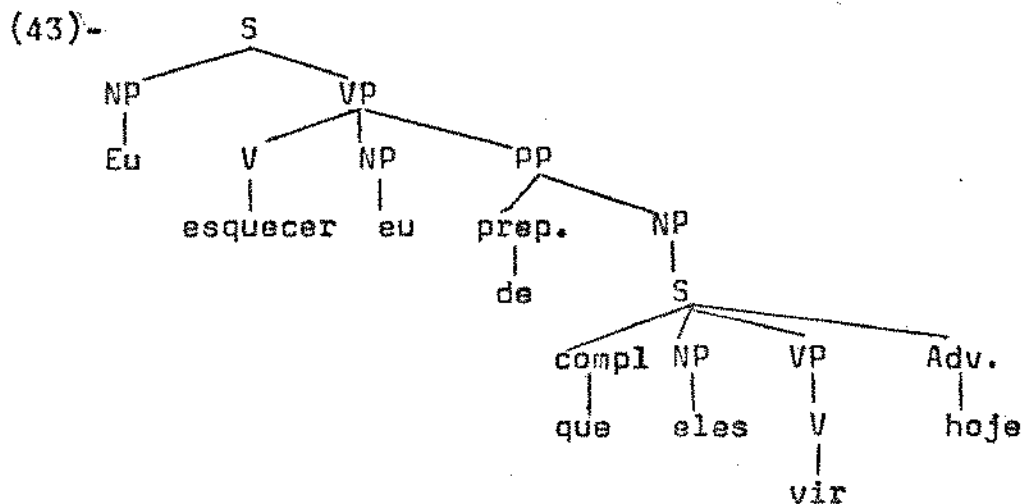 (43)- S
NP VP
Eu V NP PP
esquecer eu prep. NP
de S
compl NP VP Adv.
que eles V hoje
vir